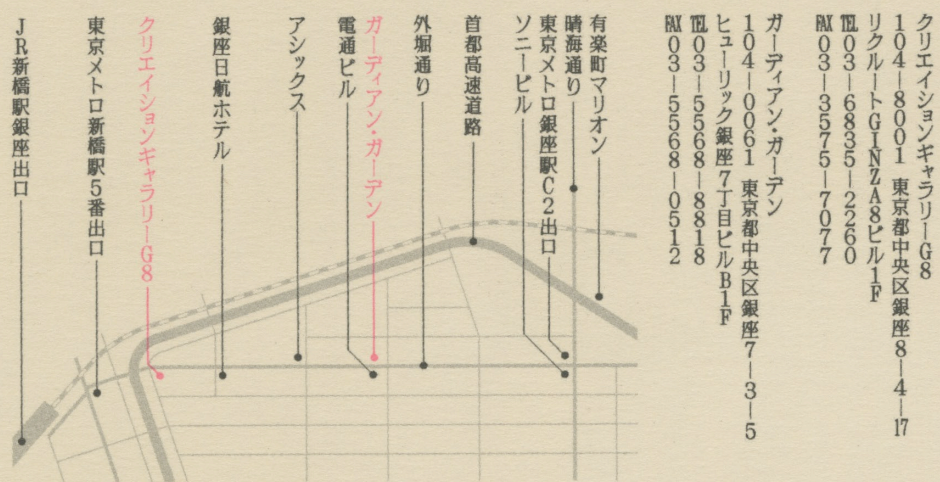 クリエイションギャラリーG8
104-8001 東京都中央区銀座8-4-17
リクルートGINZA8ビル1F
TEL03-6835-2260
FAX03-3575-7077
ガーディアン・ガーデン
104-0061 東京都中央区銀座7-3-5
ヒューリック銀座7丁目ビルB1F
TEL03-5568-8818
FAX03-5568-0512
有楽町マリオン
晴海通り
東京メトロ銀座駅C2出口
ソニービル
首都高速道路
外堀通り
ガーディアン・ガーデン
電通ビル
アシックス
銀座日航ホテル
クリエイションギャラリーG8
東京メトロ新橋駅5番出口
JR新橋駅銀座出口